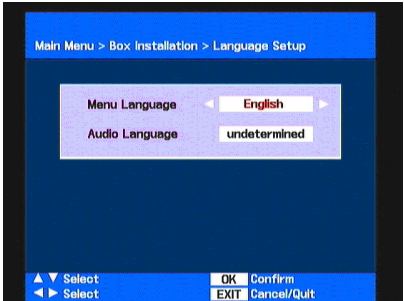 Main Menu > Box Installation > Language Setup
Menu Language English
Audio Language undetermined
Select OK Confirm
Select EXIT Cancel/Quit